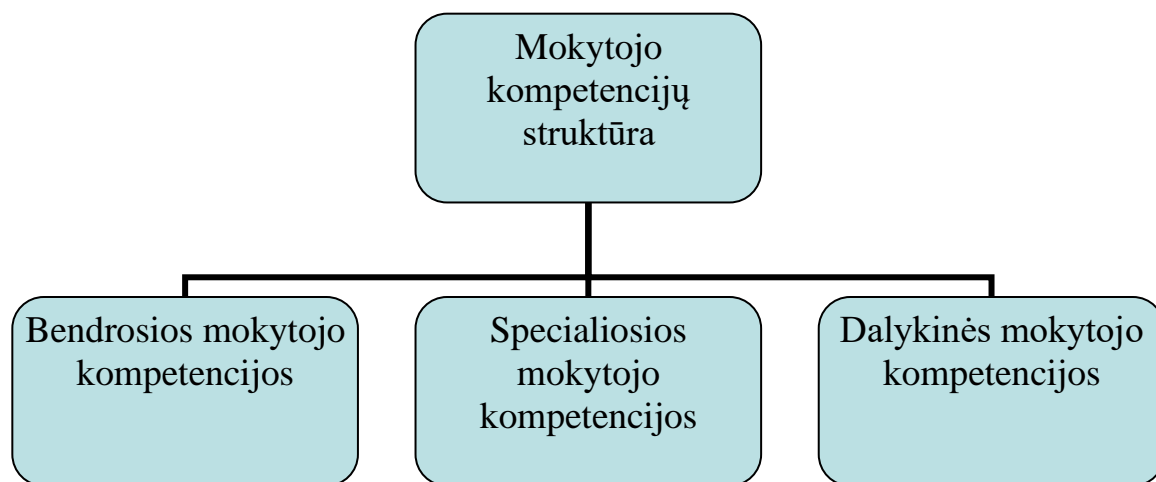 Mokytojo
kompetencijų
struktūra
Bendrosios mokytojo
kompetencijos
Specialiosios
mokytojo
kompetencijos
Dalykinės mokytojo
kompetencijos